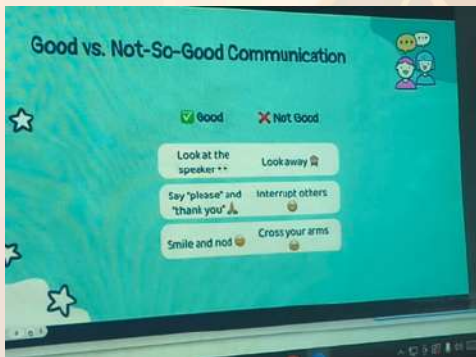 Good vs. Not-So-Good Communication
✅ Good ❌ Not Good
Look at the Look away
speaker
Say "please" and Interrupt others
"thank you"
Smile and nod Cross your arms